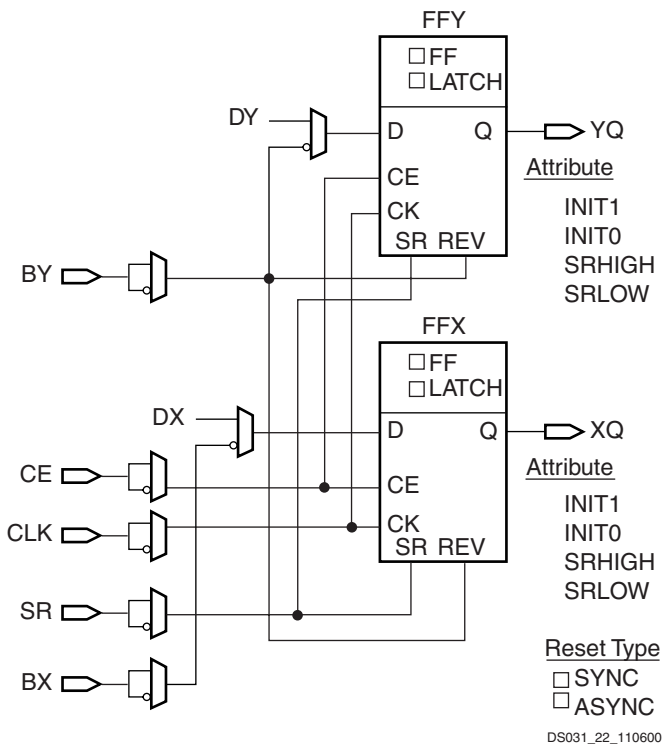 FFY
FF
LATCH
DY
D Q
YQ
CE
CK
SR REV
Attribute
INIT1
INIT0
SRHIGH
SRLOW
BY
FFX
FF
LATCH
DX
D Q
XQ
CE
CE
CLK
CK
SR REV
Attribute
INIT1
INIT0
SRHIGH
SRLOW
SR
BX
Reset Type
SYNC
ASYNC
DS031_22_110600